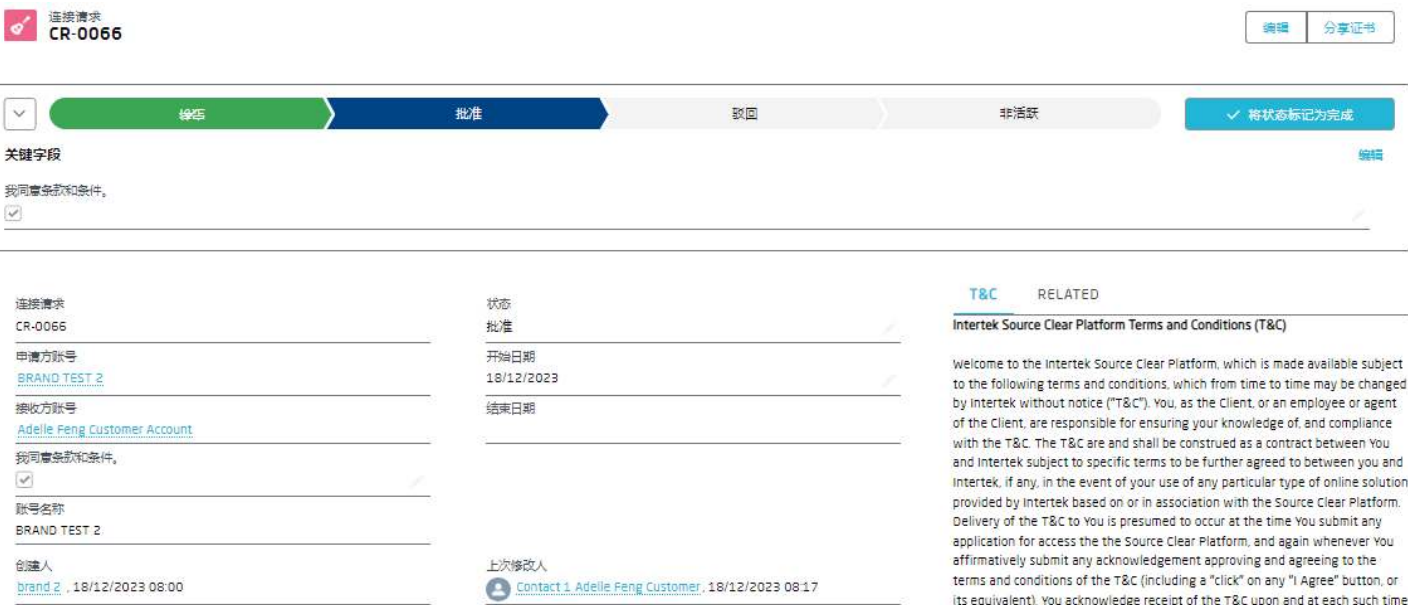 连接请求
CR-0066
编辑
分享证书
批准
驳回
非活跃
将状态标记为完成
关键字段
编辑
我同意条款和条件。
连接请求
CR-0066
申请方账号
BRAND TEST 2
接收方账号
Adelle Feng Customer Account
我同意条款和条件。
账号名称
BRAND TEST 2
创建人
brand 2 , 18/12/2023 08:00
状态
批准
开始日期
18/12/2023
结束日期
上次修改人
Contact 1 Adelle Feng Customer, 18/12/2023 08:17
T&C
RELATED
Intertek Source Clear Platform Terms and Conditions (T&C)
Welcome to the Intertek Source Clear Platform, which is made available subject
to the following terms and conditions, which from time to time may be changed
by Intertek without notice ("T&C"). You, as the Client, or an employee or agent
of the Client, are responsible for ensuring your knowledge of, and compliance
with the T&C. The T&C are and shall be construed as a contract between You
and Intertek subject to specific terms to be further agreed to between you and
Intertek, if any, in the event of your use of any particular type of online solution
provided by Intertek based on or in association with the Source Clear Platform.
Delivery of the T&C to You is presumed to occur at the time You submit any
application for access the the Source Clear Platform, and again whenever You
affirmatively submit any acknowledgement approving and agreeing to the
terms and conditions of the T&C (including a "click" on any "I Agree" button, or
its equivalent). You acknowledge receipt of the T&C upon and at each such time